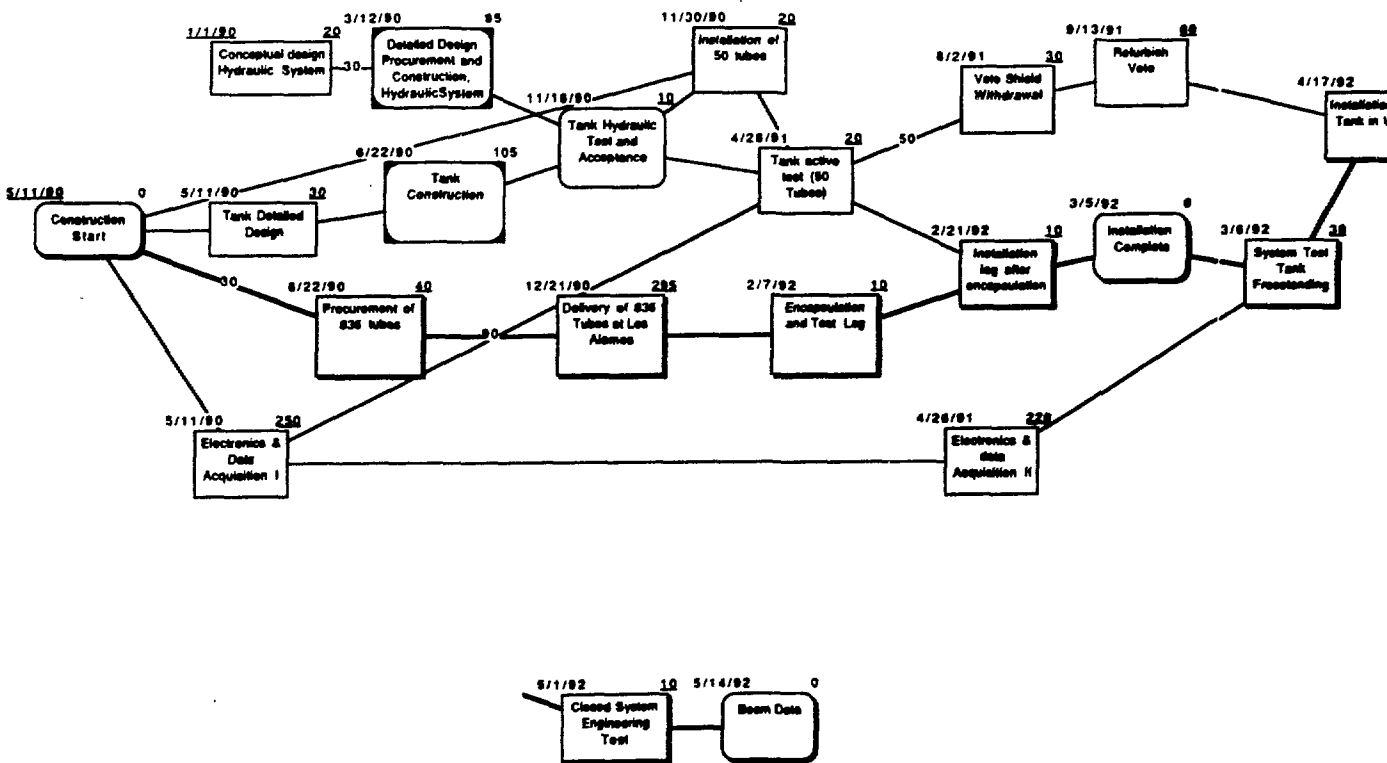 1/1/90 20
Conceptual design
Hydraulic System
30
3/12/90 95
Detailed Design
Procurement and
Construction,
HydraulicSystem
11/30/90 20
Installation of
50 tubes
11/16/90 10
Tank Hydraulic
Test and
Acceptance
8/2/91 30
Veto Shield
Withdrawal
9/13/91
Refurbish
Veto
4/17/92
Installation
Tank in
6/22/90 105
Tank
Construction
4/26/91 20
Tank active
test (50
Tubes)
50
5/11/90 0
Construction
Start
5/11/90 30
Tank Detailed
Design
2/21/92 10
Installation
lag after
encapsulation
3/5/92
Installation
Complete
3/6/92
System Test
Tank
Freestanding
30
6/22/90 40
Procurement of
tubes
90
12/21/90 295
Delivery of
Tubes at Los
Alamos
2/7/92 10
Encapsulation
and Test Lag
5/11/90 250
Electronics &
Data
Acquisition I
4/26/91
Electronics &
data
Acquisition II
5/1/92 10
Closed System
Engineering
Test
5/14/92 0
Beam Data